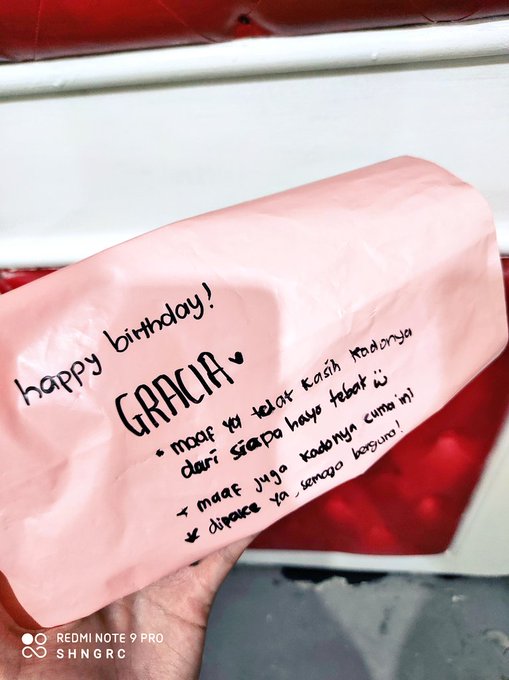 happy birthday!
GRACIA ♥
• maaf ya telat kasih kadonya
dari siapa hayo tebak
+ maaf juga kadonya cuma ini
* dipake ya, semoga berguna!
REDMI NOTE 9 PRO
SHNGRC